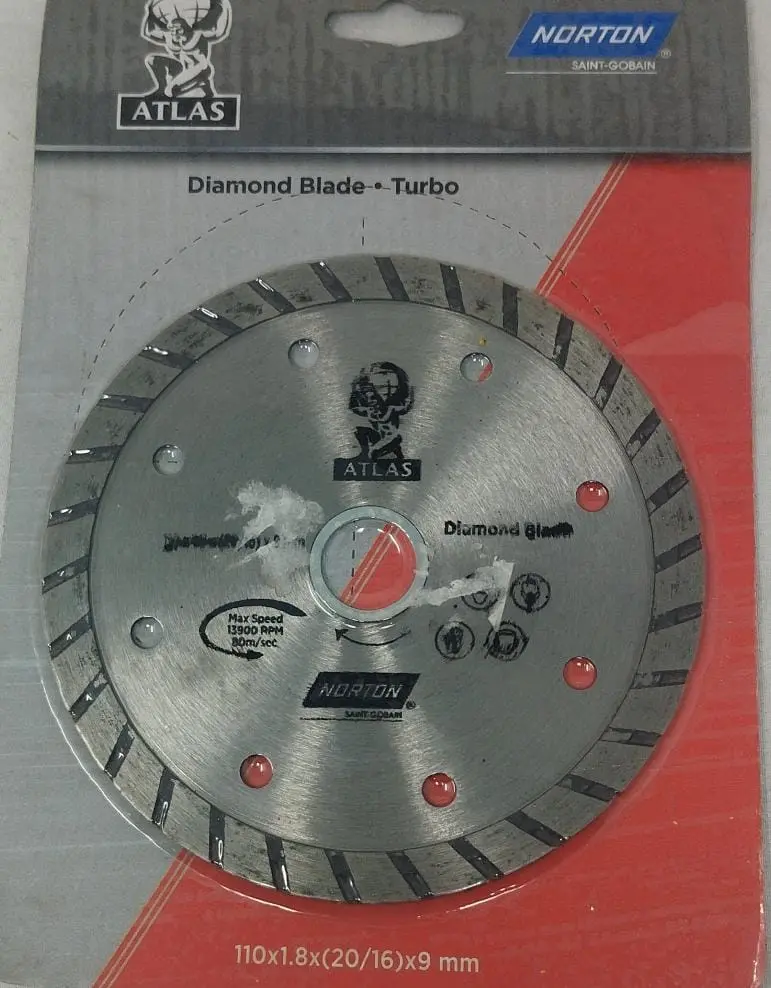 ATLAS
NORTON®
SAINT-GOBAIN
Diamond Blade • Turbo
ATLAS
Diamond Blade
Max Speed
13900 RPM
80m/sec
NORTON®
SAINT-GOBAIN
110x1.8x(20/16)x9 mm